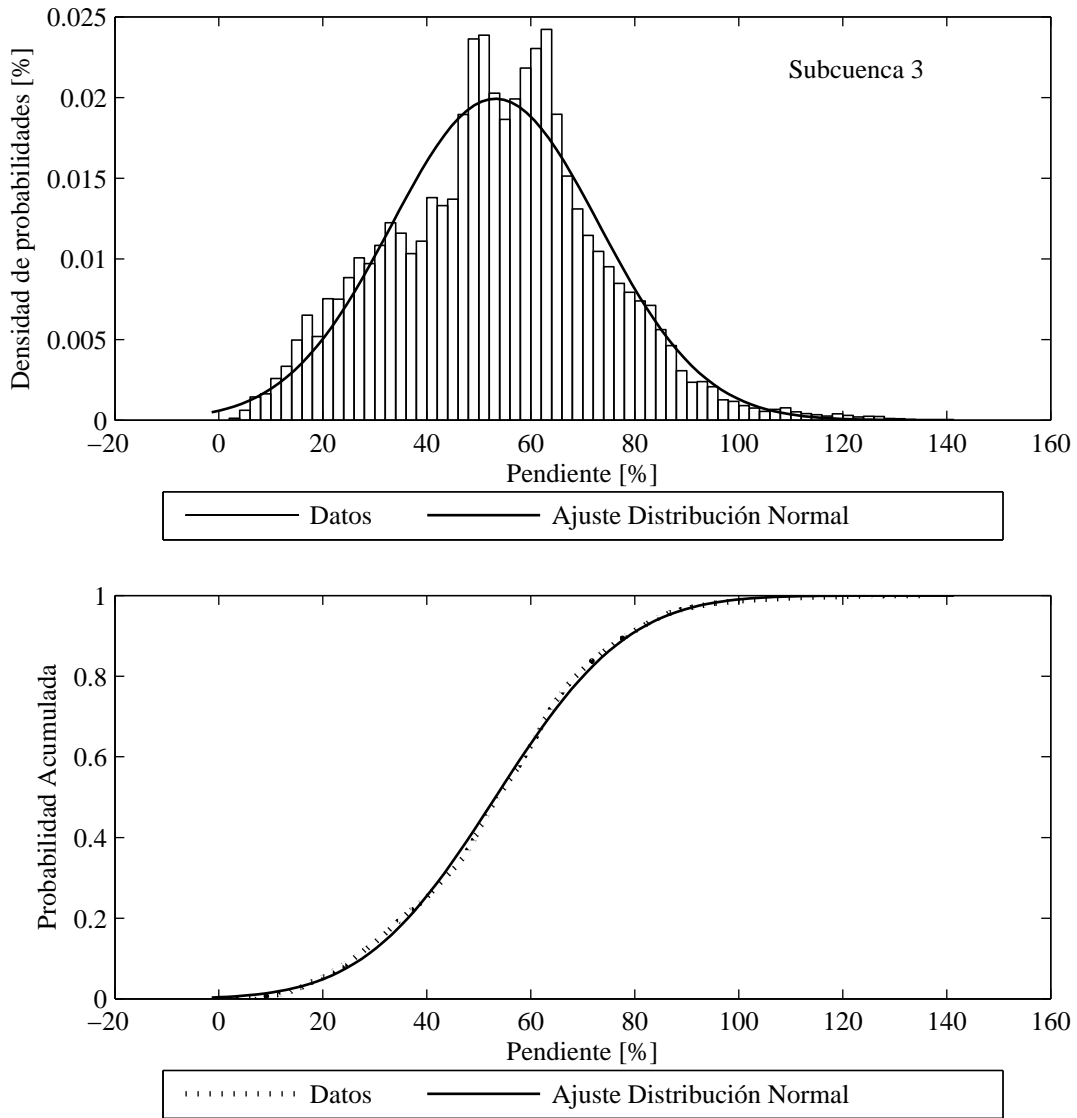 0.025
0.02
0.015
0.01
0.005
0
Densidad de probabilidades [%]
Subcuenca 3
−20 0 20 40 60 80 100 120 140 160
Pendiente [%]
Datos Ajuste Distribución Normal
1
0.8
0.6
0.4
0.2
0
Probabilidad Acumulada
−20 0 20 40 60 80 100 120 140 160
Pendiente [%]
Datos Ajuste Distribución Normal